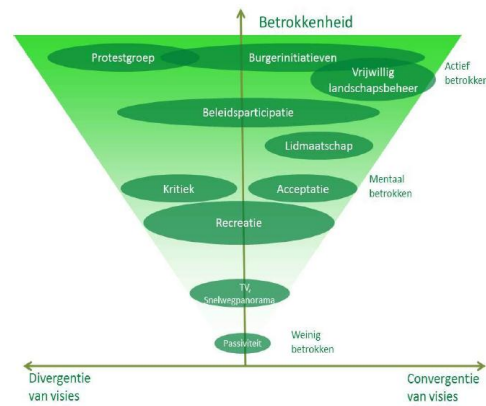 Betrokkenheid
Protestgroep
Burgerinitiatieven
Actief
betrokken
Vrijwillig
landschapsbeheer
Beleidsparticipatie
Lidmaatschap
Kritiek
Acceptatie
Mentaal
betrokken
Recreatie
TV,
Snelwegpanorama
Passiviteit
Weinig
betrokken
Divergentie
van visies
Convergentie
van visies